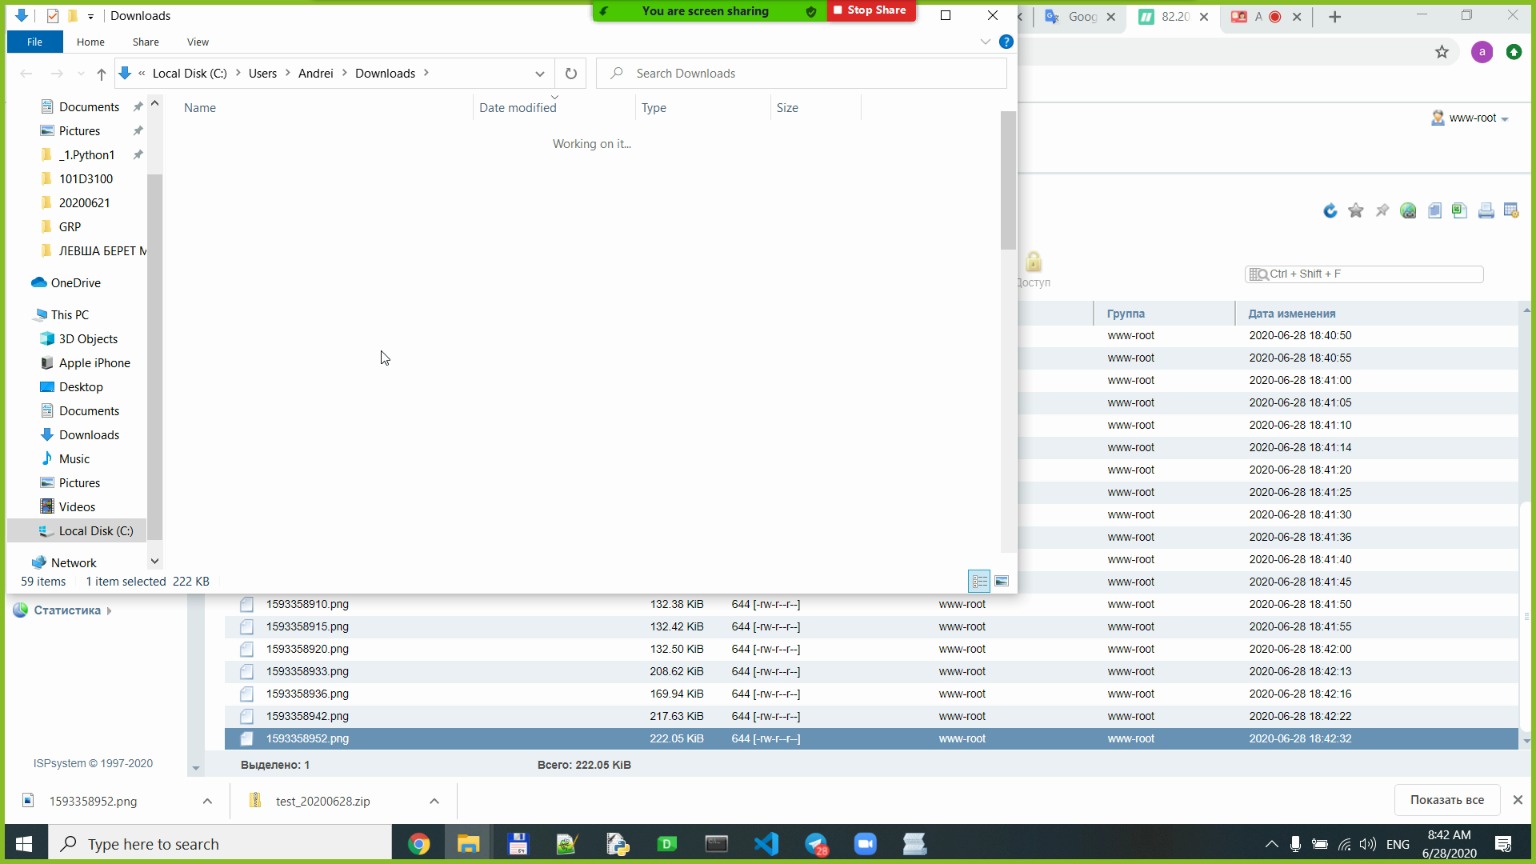 Downloads
You are screen sharing
Stop Share
Goog
82.20
A
File
Home
Share
View
Local Disk (C:)
Users
Andrei
Downloads
Search Downloads
a
Documents
Pictures
_1.Python1
101D3100
20200621
GRP
ЛЕВША БЕРЕТ М
OneDrive
This PC
3D Objects
Apple iPhone
Desktop
Documents
Downloads
Music
Pictures
Videos
Local Disk (C:)
Network
Name
Date modified
Type
Size
Working on it...
59 items
1 item selected 222 KB
www-root
Доступ
Ctrl + Shift + F
Группа
Дата изменения
www-root 2020-06-28 18:40:50
www-root 2020-06-28 18:40:55
www-root 2020-06-28 18:41:00
www-root 2020-06-28 18:41:05
www-root 2020-06-28 18:41:10
www-root 2020-06-28 18:41:14
www-root 2020-06-28 18:41:20
www-root 2020-06-28 18:41:25
www-root 2020-06-28 18:41:30
www-root 2020-06-28 18:41:36
www-root 2020-06-28 18:41:40
www-root 2020-06-28 18:41:45
Статистика
1593358910.png 132.38 KiB 644 [-rw-r--r--] www-root www-root 2020-06-28 18:41:50
1593358915.png 132.42 KiB 644 [-rw-r--r--] www-root www-root 2020-06-28 18:41:55
1593358920.png 132.50 KiB 644 [-rw-r--r--] www-root www-root 2020-06-28 18:42:00
1593358933.png 208.62 KiB 644 [-rw-r--r--] www-root www-root 2020-06-28 18:42:13
1593358936.png 169.94 KiB 644 [-rw-r--r--] www-root www-root 2020-06-28 18:42:16
1593358942.png 217.63 KiB 644 [-rw-r--r--] www-root www-root 2020-06-28 18:42:22
1593358952.png 222.05 KiB 644 [-rw-r--r--] www-root www-root 2020-06-28 18:42:32
ISPsystem © 1997-2020
Выделено: 1
Всего: 222.05 KiB
1593358952.png
test_20200628.zip
Показать все
Type here to search
D
28
ENG
8:42 AM
6/28/2020